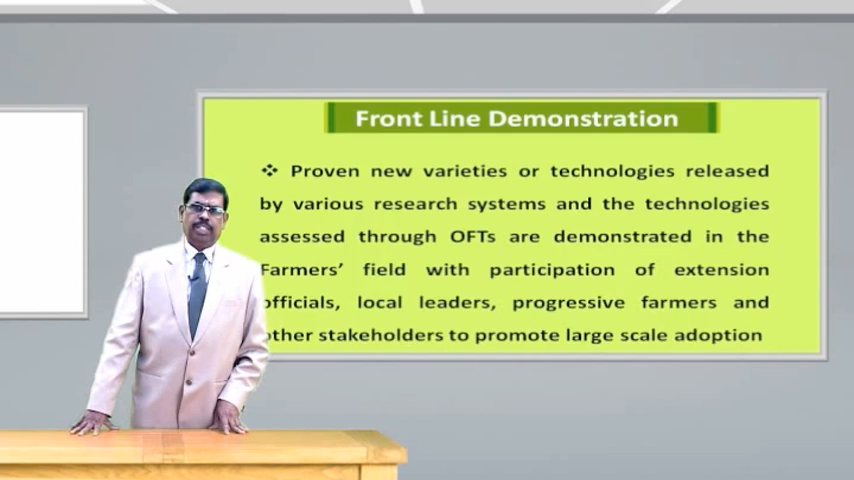 Front Line Demonstration
❖ Proven new varieties or technologies released
by various research systems and the technologies
assessed through OFTs are demonstrated in the
Farmers' field with participation of extension
officials, local leaders, progressive farmers and
other stakeholders to promote large scale adoption